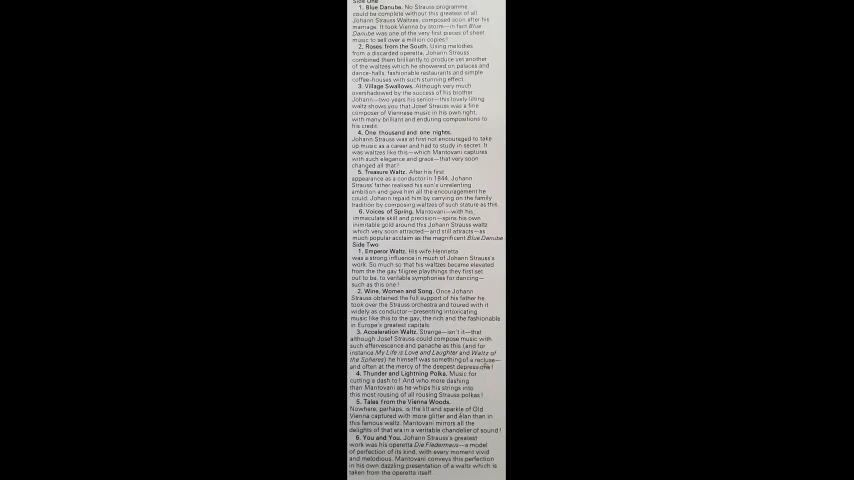 Side One
1. Blue Danube. No Strauss programme
could be complete without this greatest of all
Johann Strauss Waltzes, composed soon after his
marriage. It took Vienna by storm—in fact Blue
Danube was one of the very first pieces of sheet
music to sell over a million copies!
2. Roses from the South. Using melodies
from a discarded operetta, Johann Strauss
combined them brilliantly to produce yet another
of the waltzes which he showered on palaces and
dance-halls, fashionable restaurants and simple
coffee-houses with such stunning effect.
3. Village Swallows. Although very much
overshadowed by the success of his brother
Johann—two years his senior—this lovely lilting
waltz shows you that Josef Strauss was a fine
composer of Viennese music in his own right,
with many brilliant and enduring compositions to
his credit.
4. One thousand and one nights.
Johann Strauss was at first not encouraged to take
up music as a career and had to study in secret. It
was waltzes like this—which Mantovani captures
with such elegance and grace—that very soon
changed all that!
5. Treasure Waltz. After his first
appearance as a conductor in 1844, Johann
Strauss' father realised his son's unrelenting
ambition and gave him all the encouragement he
could. Johann repaid him by carrying on the family
tradition by composing waltzes of such stature as this.
6. Voices of Spring. Mantovani—with his
immaculate skill and precision—spins his own
inimitable gold around this Johann Strauss waltz
which very soon attracted—and still attracts—as
much popular acclaim as the magnificent Blue Danube
Side Two
1. Emperor Waltz. His wife Henrietta
was a strong influence in much of Johann Strauss's
work. So much so that his waltzes became elevated
from the the gay filigree playthings they first set
out to be, to veritable symphonies for dancing—
such as this one!
2. Wine, Women and Song. Once Johann
Strauss obtained the full support of his father he
took over the Strauss orchestra and toured with it
widely as conductor—presenting intoxicating
music like this to the gay, the rich and the fashionable
in Europe's greatest capitals.
3. Acceleration Waltz. Strange—isn't it—that
although Josef Strauss could compose music with
such effervescence and panache as this (and for
instance My Life is Love and Laughter and Waltz of
the Spheres) he himself was something of a recluse—
and often at the mercy of the deepest depressions!
4. Thunder and Lightning Polka. Music for
cutting a dash to! And who more dashing
than Mantovani as he whips his strings into
this most rousing of all rousing Strauss polkas!
5. Tales from the Vienna Woods.
Nowhere, perhaps, is the lilt and sparkle of Old
Vienna captured with more glitter and élan than in
this famous waltz. Mantovani mirrors all the
delights of that era in a veritable chandelier of sound!
6. You and You. Johann Strauss's greatest
work was his operetta Die Fledermaus—a model
of perfection of its kind, with every moment vivid
and melodious. Mantovani conveys this perfection
in his own dazzling presentation of a waltz which is
taken from the operetta itself.